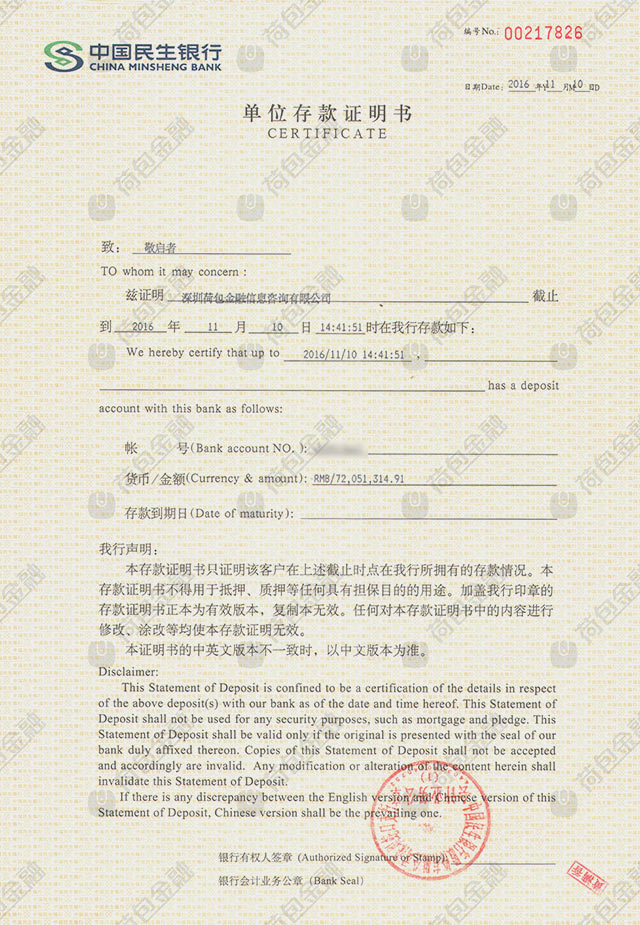 编号No.: 00217826
中国民生银行
CHINA MINSHENG BANK
日期Date: 2016 年Y 11 月M 10 日D
单位存款证明书
CERTIFICATE
致: 敬启者
TO whom it may concern :
兹证明 深圳荷包金融信息咨询有限公司 截止
到 2016 年 11 月 10 日 14:41:51 时在我行存款如下:
We hereby certify that up to 2016/11/10 14:41:51 ,
has a deposit
account with this bank as follows:
帐 号(Bank account NO. ):
货币/金额(Currency & amount): RMB/72,051,314.91
存款到期日(Date of maturity):
我行声明:
本存款证明书只证明该客户在上述截止时点在我行所拥有的存款情况。本
存款证明书不得用于抵押、质押等任何具有担保目的的用途。加盖我行印章的
存款证明书正本为有效版本，复制本无效。任何对本存款证明书中的内容进行
修改、涂改等均使本存款证明无效。
本证明书的中英文版本不一致时，以中文版本为准。
Disclaimer:
This Statement of Deposit is confined to be a certification of the details in respect
of the above deposit(s) with our bank as of the date and time hereof. This Statement of
Deposit shall not be used for any security purposes, such as mortgage and pledge. This
Statement of Deposit shall be valid only if the original is presented with the seal of our
bank duly affixed thereon. Copies of this Statement of Deposit shall not be accepted
and accordingly are invalid. Any modification or alteration of the content herein shall
invalidate this Statement of Deposit.
If there is any discrepancy between the English version and Chinese version of this
Statement of Deposit, Chinese version shall be the prevailing one.
银行有权人签章 (Authorized Signature or Stamp):
银行会计业务公章 (Bank Seal)
荷包金融